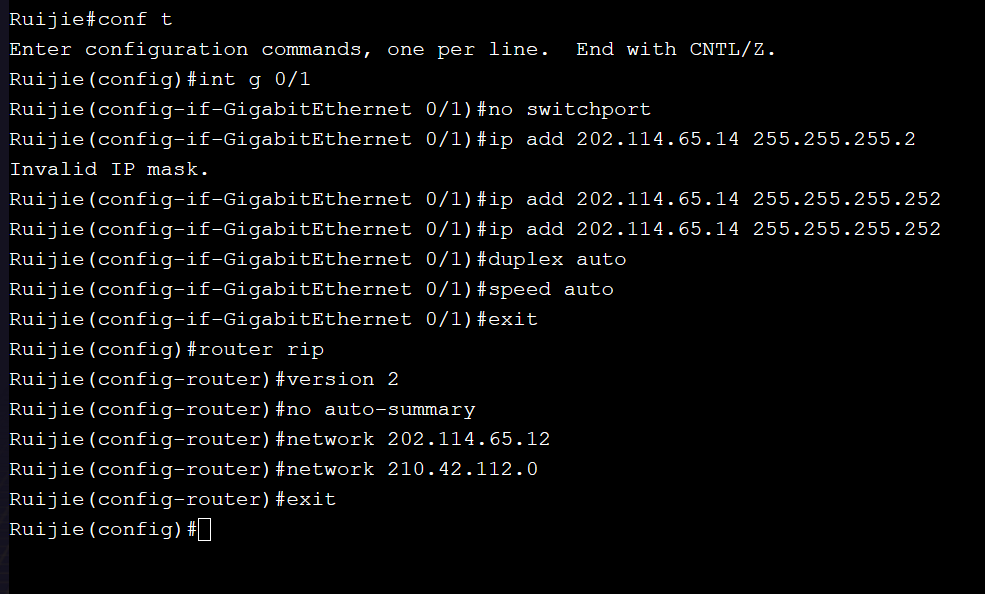 Ruijie#conf t
Enter configuration commands, one per line.  End with CNTL/Z.
Ruijie(config)#int g 0/1
Ruijie(config-if-GigabitEthernet 0/1)#no switchport
Ruijie(config-if-GigabitEthernet 0/1)#ip add 202.114.65.14 255.255.255.2
Invalid IP mask.
Ruijie(config-if-GigabitEthernet 0/1)#ip add 202.114.65.14 255.255.255.252
Ruijie(config-if-GigabitEthernet 0/1)#ip add 202.114.65.14 255.255.255.252
Ruijie(config-if-GigabitEthernet 0/1)#duplex auto
Ruijie(config-if-GigabitEthernet 0/1)#speed auto
Ruijie(config-if-GigabitEthernet 0/1)#exit
Ruijie(config)#router rip
Ruijie(config-router)#version 2
Ruijie(config-router)#no auto-summary
Ruijie(config-router)#network 202.114.65.12
Ruijie(config-router)#network 210.42.112.0
Ruijie(config-router)#exit
Ruijie(config)#